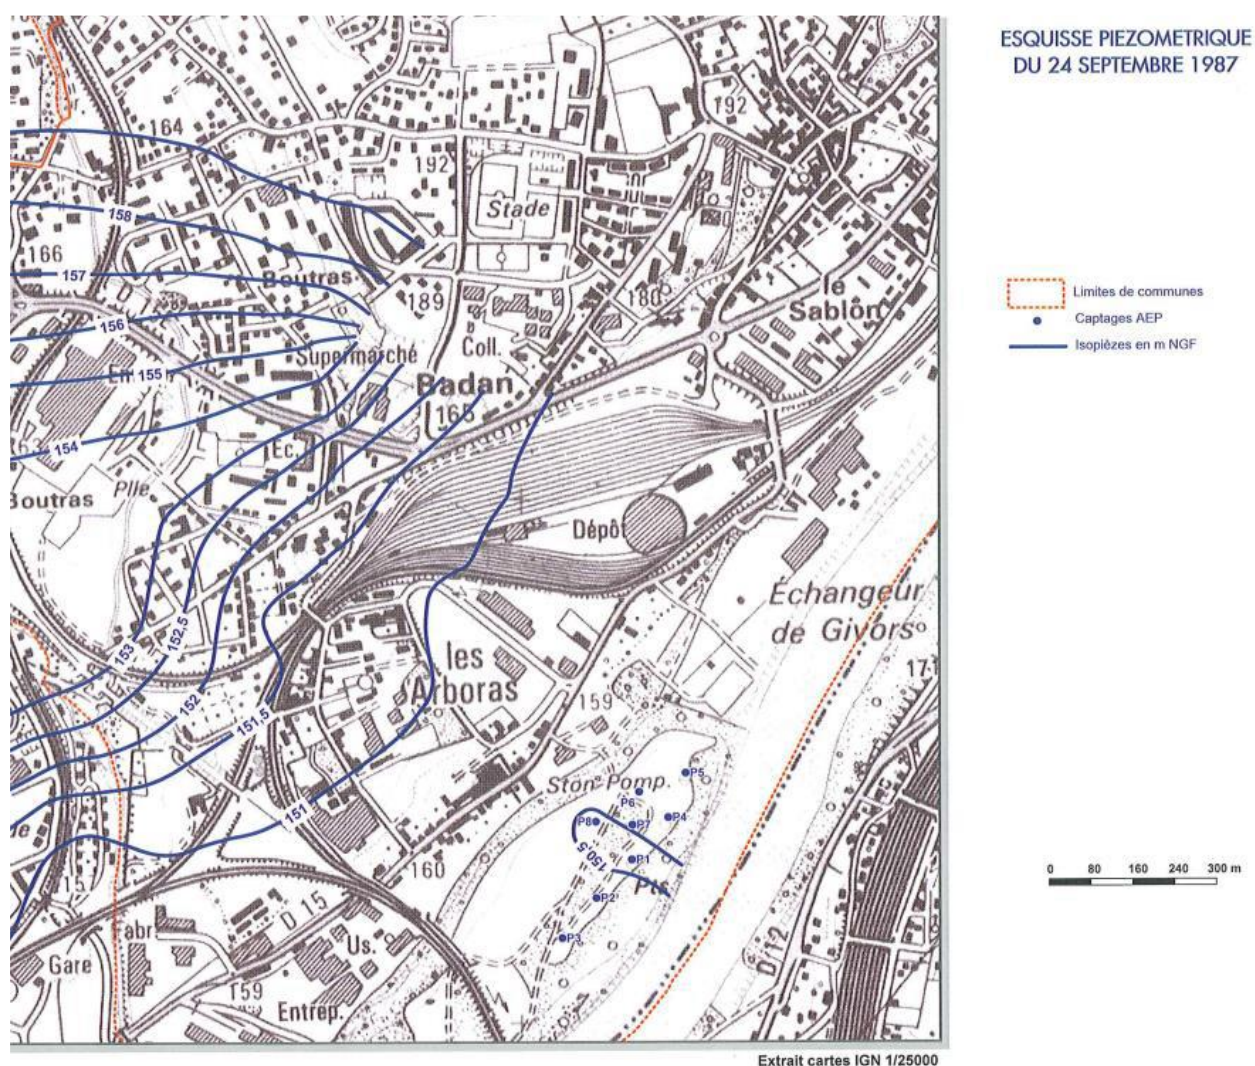 ESQUISSE PIEZOMETRIQUE
DU 24 SEPTEMBRE 1987
192
164
192
Stade
158
166
Boutras
180
le
Sablon
157
189
156
Supermarché
Coll.
155
Badan
165
154
Ec.
Boutras
Plle
Dépôt
Échangeur
de Givors
153
152,5
les
Arboras
152
151,5
159
171
Ston Pomp.
P5
P6
P4
P8
P7
151
150,5
P1
160
Pts
P2
P3
157
D 15
D 12
Fabr
Us.
Gare
159
Entrep.
Limites de communes
Captages AEP
Isopièzes en m NGF
0 80 160 240 300 m
Extrait cartes IGN 1/25000